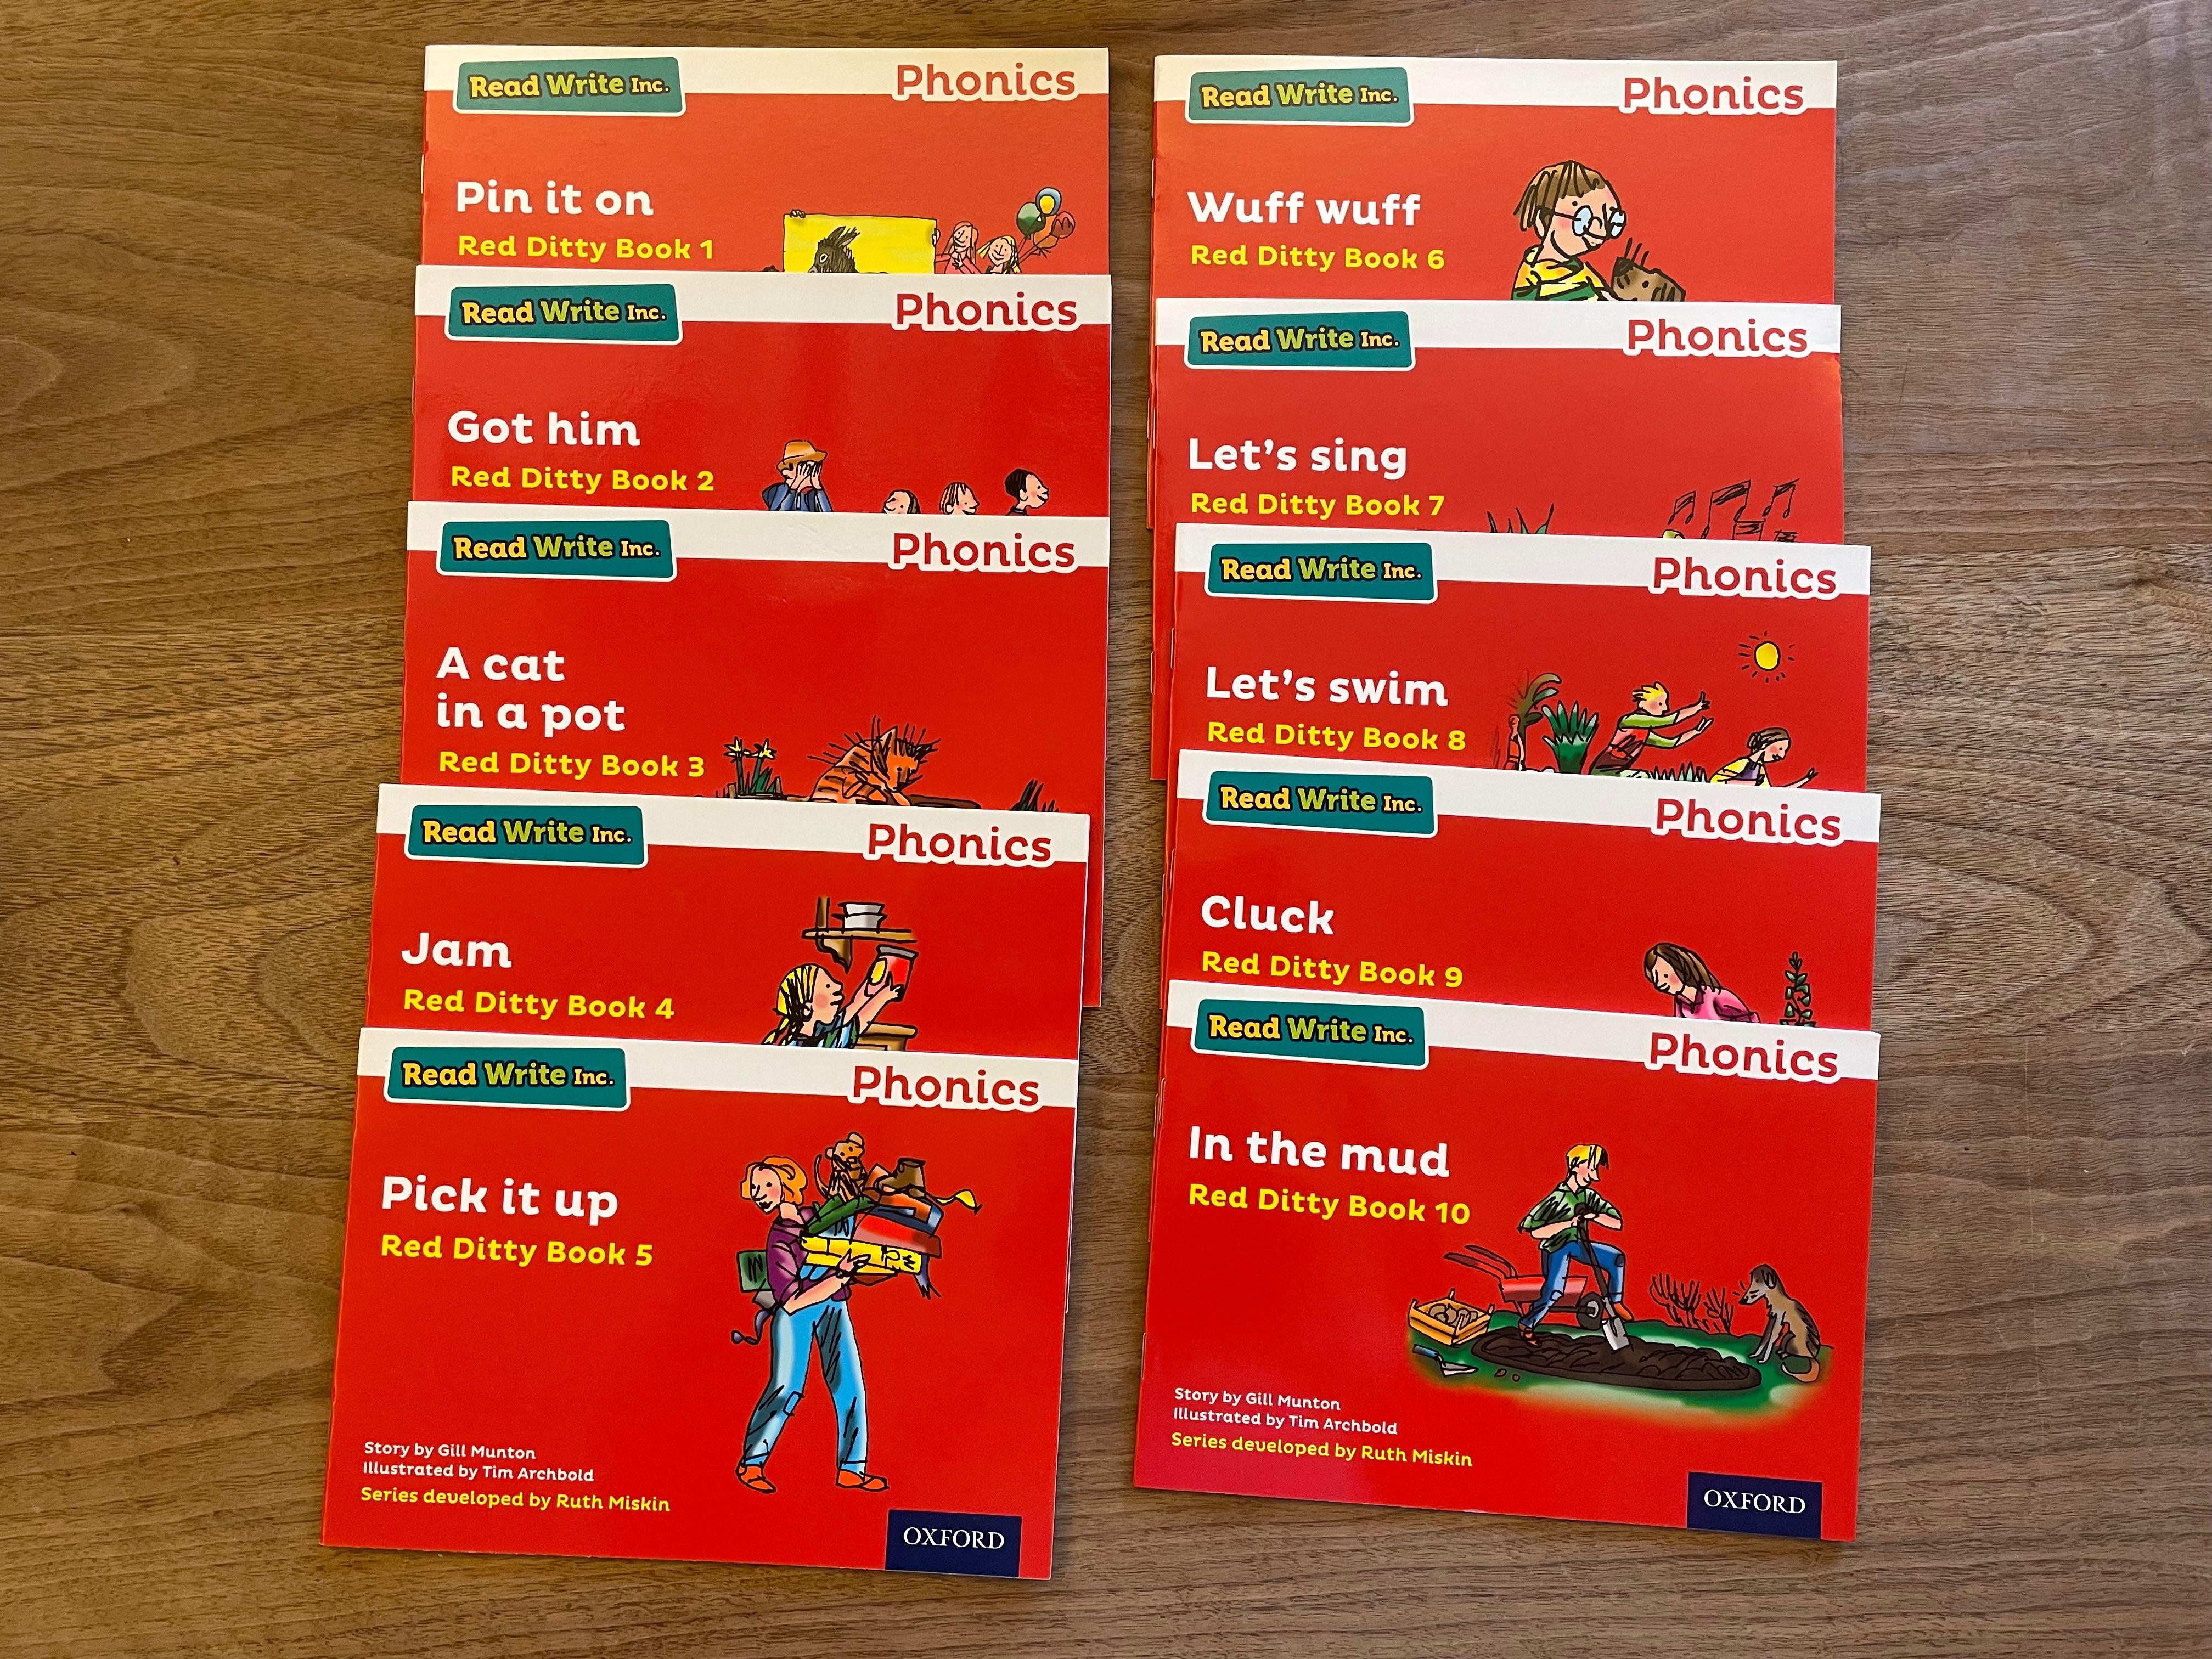 Read Write Inc. Phonics
Pin it on
Red Ditty Book 1
Read Write Inc. Phonics
Got him
Red Ditty Book 2
Read Write Inc. Phonics
A cat
in a pot
Red Ditty Book 3
Read Write Inc. Phonics
Jam
Red Ditty Book 4
Read Write Inc. Phonics
Pick it up
Red Ditty Book 5
Story by Gill Munton
Illustrated by Tim Archbold
Series developed by Ruth Miskin
OXFORD
Read Write Inc. Phonics
Wuff wuff
Red Ditty Book 6
Read Write Inc. Phonics
Let's sing
Red Ditty Book 7
Read Write Inc. Phonics
Let's swim
Red Ditty Book 8
Read Write Inc. Phonics
Cluck
Red Ditty Book 9
Read Write Inc. Phonics
In the mud
Red Ditty Book 10
Story by Gill Munton
Illustrated by Tim Archbold
Series developed by Ruth Miskin
OXFORD